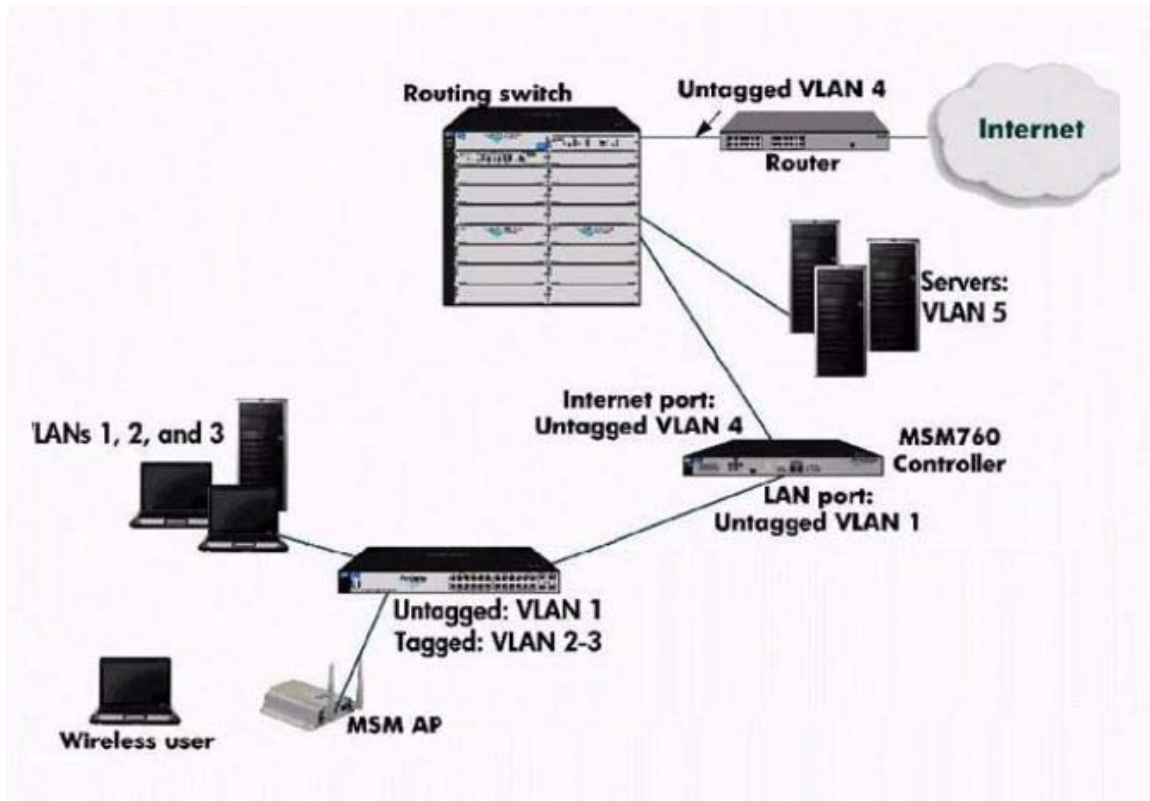 Routing switch
Untagged VLAN 4
Internet
Router
Servers:
VLAN 5
Internet port:
Untagged VLAN 4
MSM760
Controller
LAN port:
Untagged VLAN 1
LANs 1, 2, and 3
Untagged: VLAN 1
Tagged: VLAN 2-3
MSM AP
Wireless user